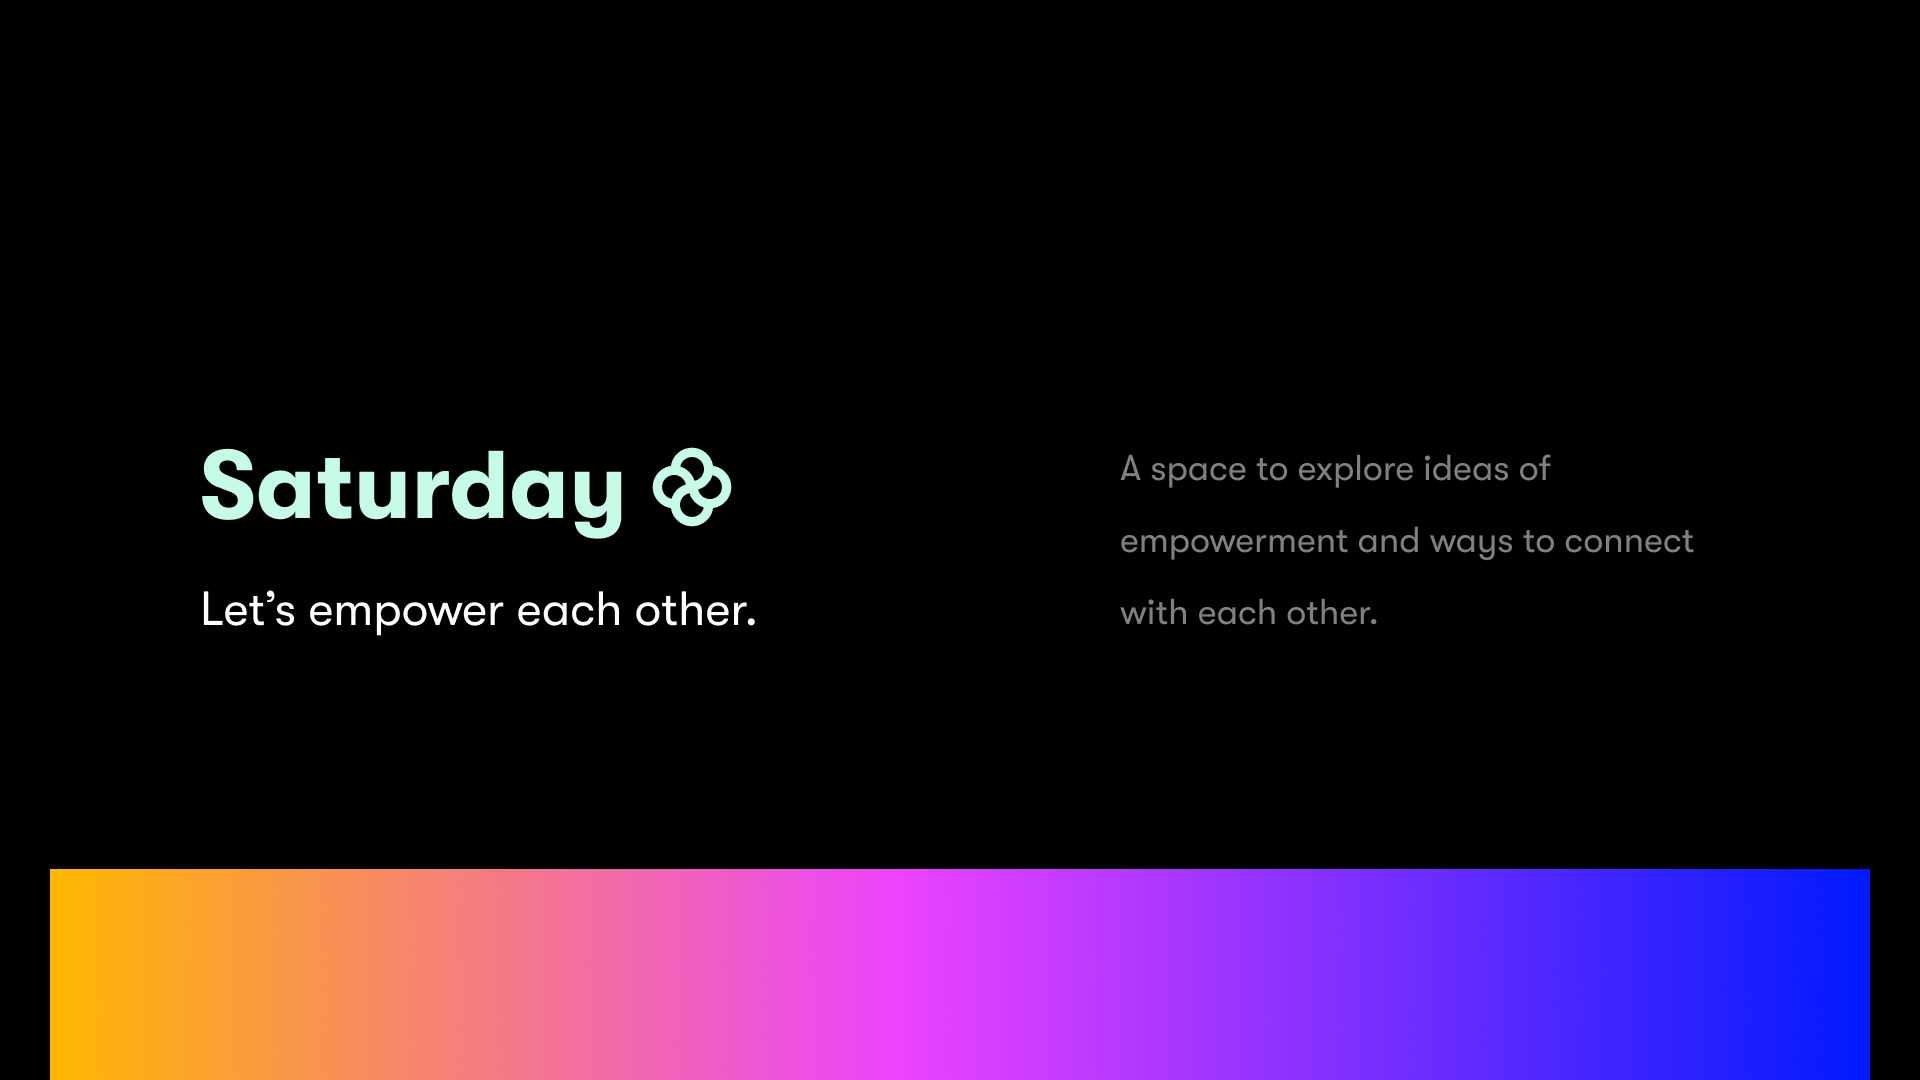 Saturday
Let’s empower each other.
A space to explore ideas of
empowerment and ways to connect
with each other.